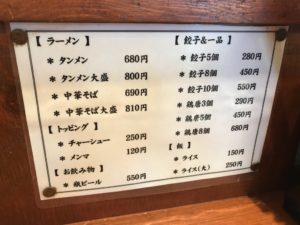 【ラーメン】
* タンメン 680円
* タンメン大盛 800円
* 中華そば 690円
* 中華そば大盛 810円
【トッピング】
* チャーシュー 250円
* メンマ 120円
【お飲み物】
* 瓶ビール 550円
【餃子&一品】
* 餃子5個 280円
* 餃子8個 450円
* 餃子10個 550円
* 鶏唐3個 290円
* 鶏唐5個 450円
* 鶏唐8個 680円
【飯】
* ライス 150円
* ライス(大) 250円